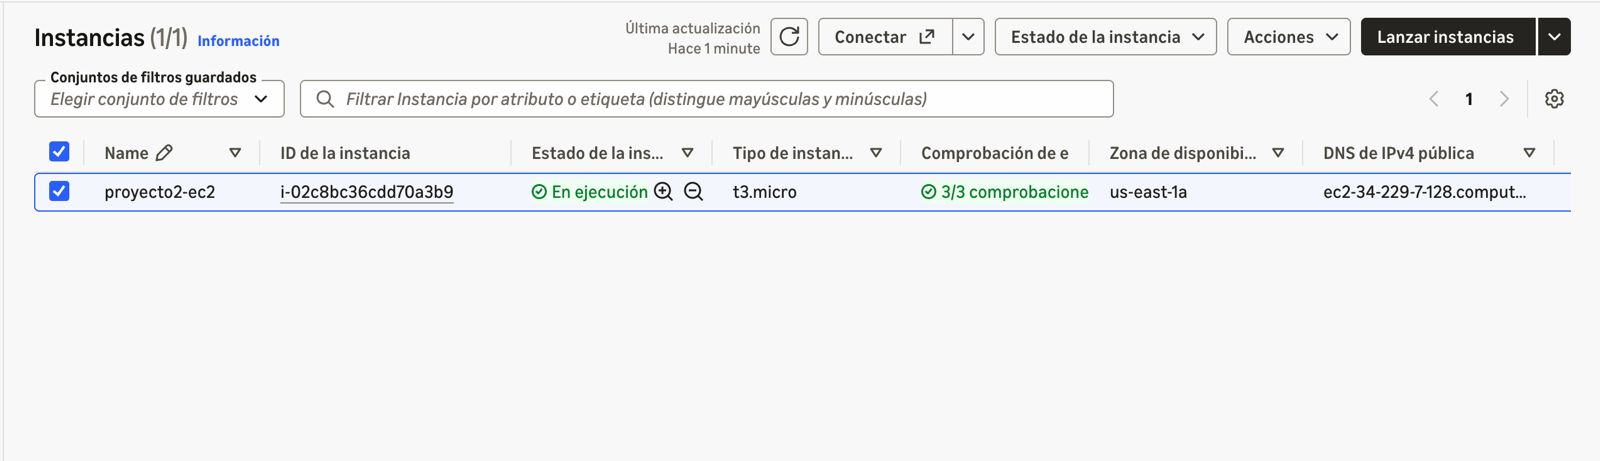 Instancias (1/1) Información
Última actualización
Hace 1 minute
Conectar
Estado de la instancia
Acciones
Lanzar instancias
Conjuntos de filtros guardados
Elegir conjunto de filtros
Filtrar Instancia por atributo o etiqueta (distingue mayúsculas y minúsculas)
1
Name ID de la instancia Estado de la ins... Tipo de instan... Comprobación de e Zona de disponibi... DNS de IPv4 pública
proyecto2-ec2 i-02c8bc36cdd70a3b9 En ejecución t3.micro 3/3 comprobacione us-east-1a ec2-34-229-7-128.comput...